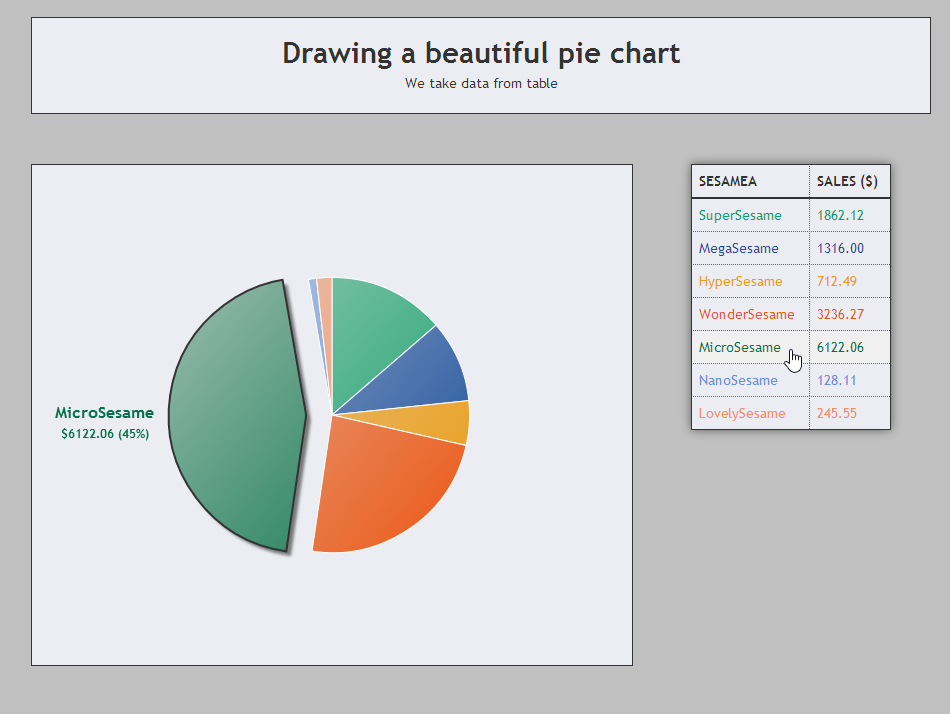 Drawing a beautiful pie chart
We take data from table
MicroSesame
$6122.06 (45%)
SESAMEA SALES ($)
SuperSesame 1862.12
MegaSesame 1316.00
HyperSesame 712.49
WonderSesame 3236.27
MicroSesame 6122.06
NanoSesame 128.11
LovelySesame 245.55